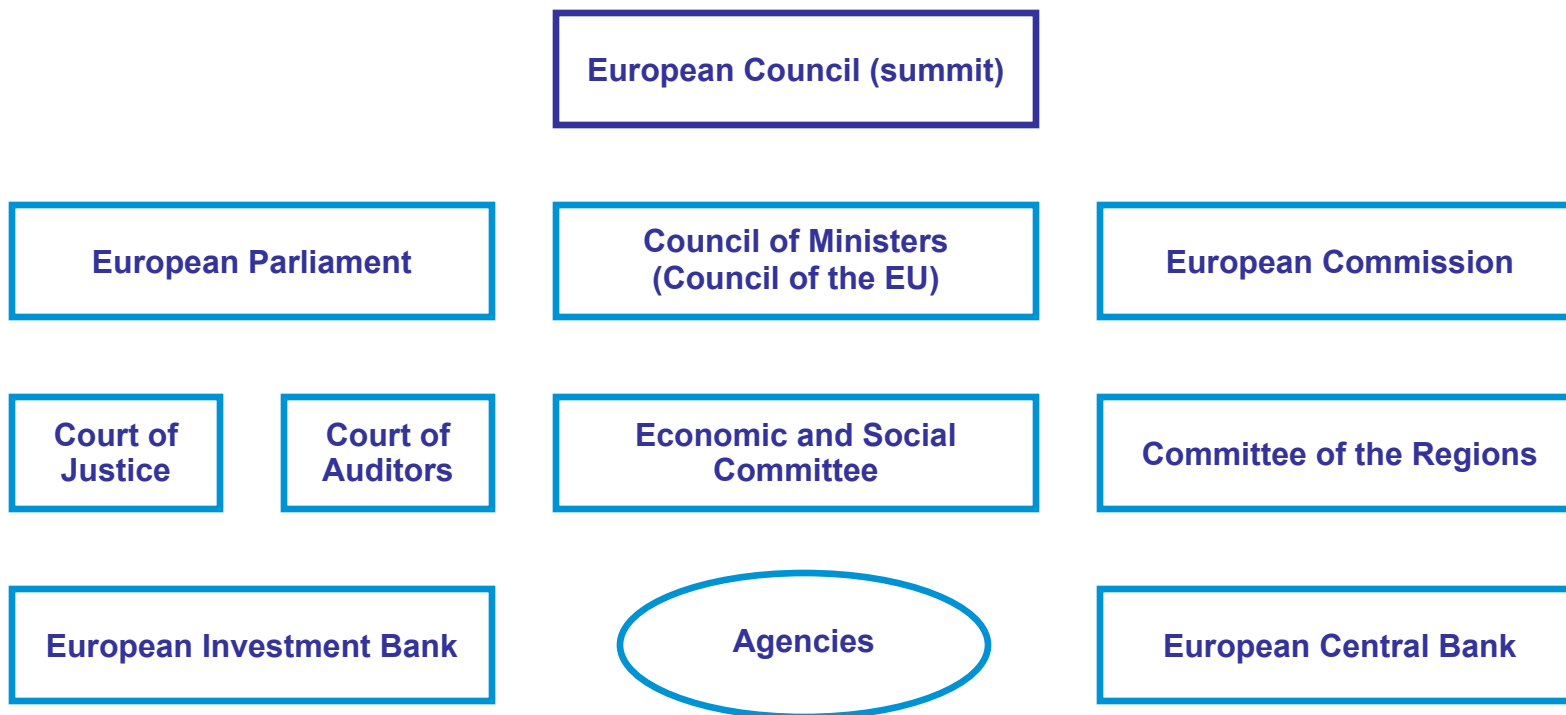 European Council (summit)
European Parliament
Council of Ministers
(Council of the EU)
European Commission
Court of
Justice
Court of
Auditors
Economic and Social
Committee
Committee of the Regions
European Investment Bank
Agencies
European Central Bank